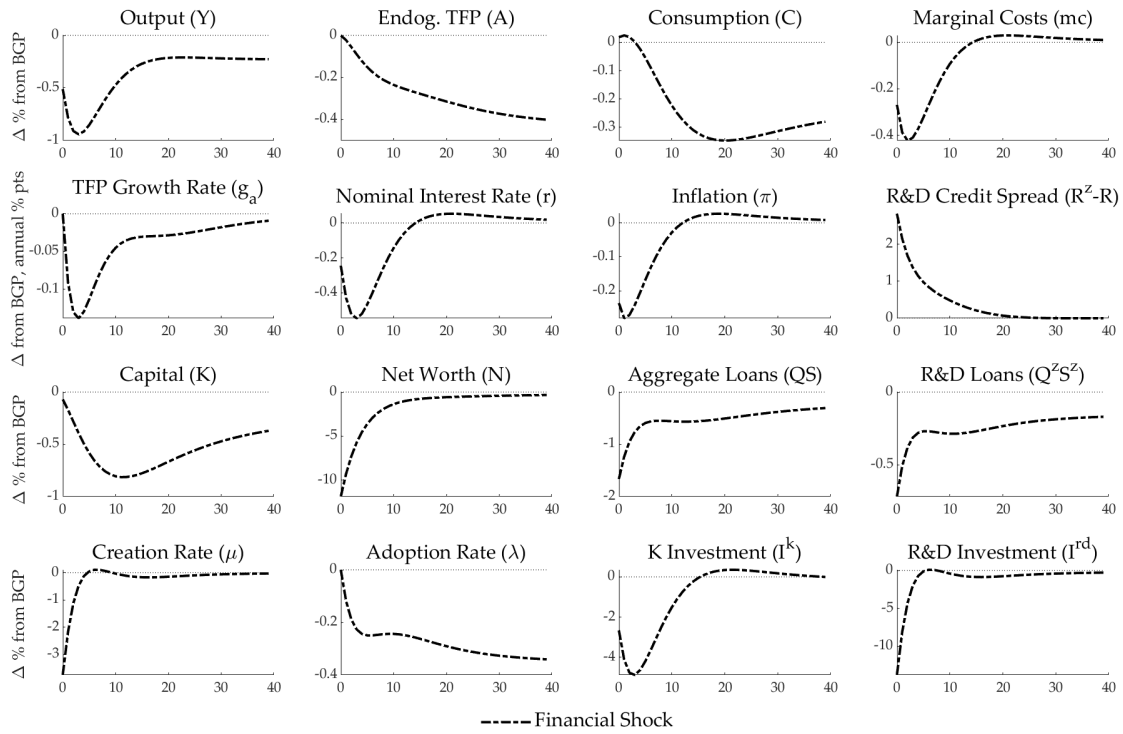 Output (Y)
Endog. TFP (A)
Consumption (C)
Marginal Costs (mc)
Δ % from BGP
0
-0.5
-1
0 10 20 30 40
0
-0.2
-0.4
0 10 20 30 40
0
-0.1
-0.2
-0.3
0 10 20 30 40
0
-0.2
-0.4
0 10 20 30 40
TFP Growth Rate (g_a)
Nominal Interest Rate (r)
Inflation (π)
R&D Credit Spread (R^z-R)
Δ from BGP, annual % pts
0
-0.05
-0.1
0 10 20 30 40
0
-0.2
-0.4
0 10 20 30 40
0
-0.1
-0.2
0 10 20 30 40
2
1
0
0 10 20 30 40
Capital (K)
Net Worth (N)
Aggregate Loans (QS)
R&D Loans (Q^zS^z)
Δ % from BGP
0
-0.5
-1
0 10 20 30 40
0
-5
-10
0 10 20 30 40
0
-1
-2
0 10 20 30 40
0
-0.5
0 10 20 30 40
Creation Rate (μ)
Adoption Rate (λ)
K Investment (I^k)
R&D Investment (I^rd)
Δ % from BGP
0
-1
-2
-3
0 10 20 30 40
0
-0.2
-0.4
0 10 20 30 40
0
-2
-4
0 10 20 30 40
0
-5
-10
0 10 20 30 40
Financial Shock